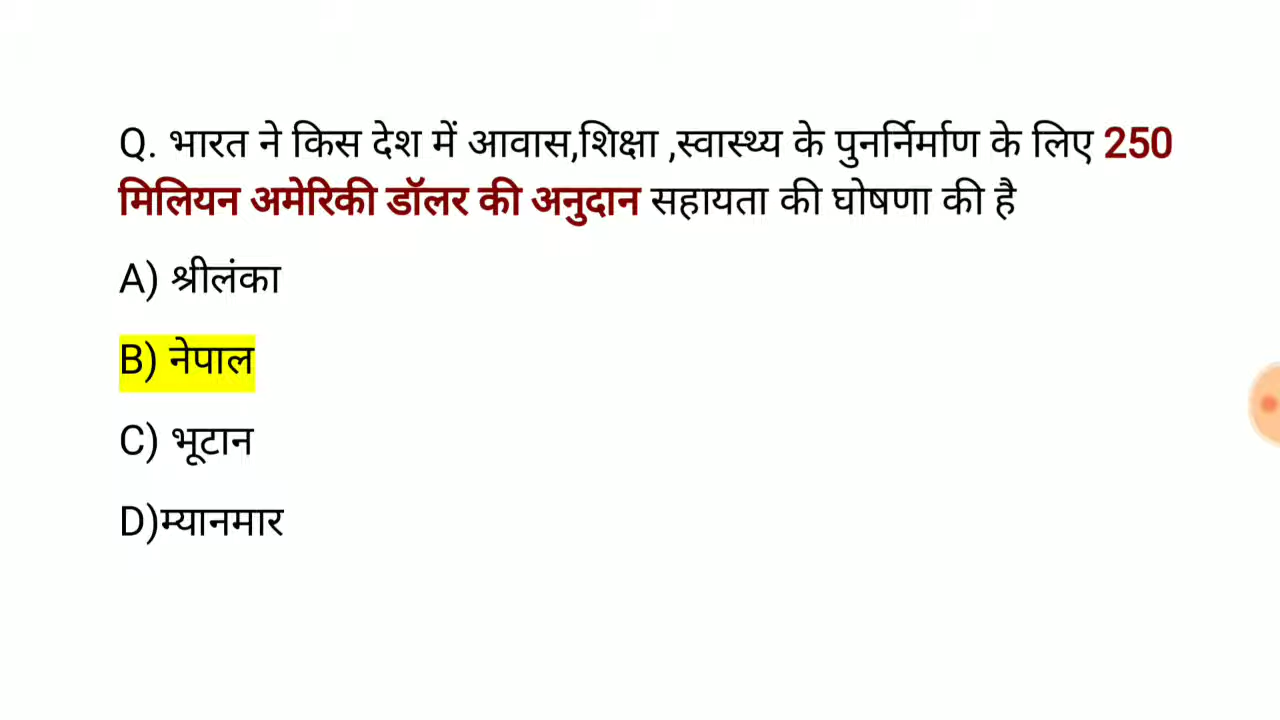 Q. भारत ने किस देश में आवास,शिक्षा ,स्वास्थ्य के पुनर्निर्माण के लिए 250
मिलियन अमेरिकी डॉलर की अनुदान सहायता की घोषणा की है
A) श्रीलंका
B) नेपाल
C) भूटान
D)म्यानमार